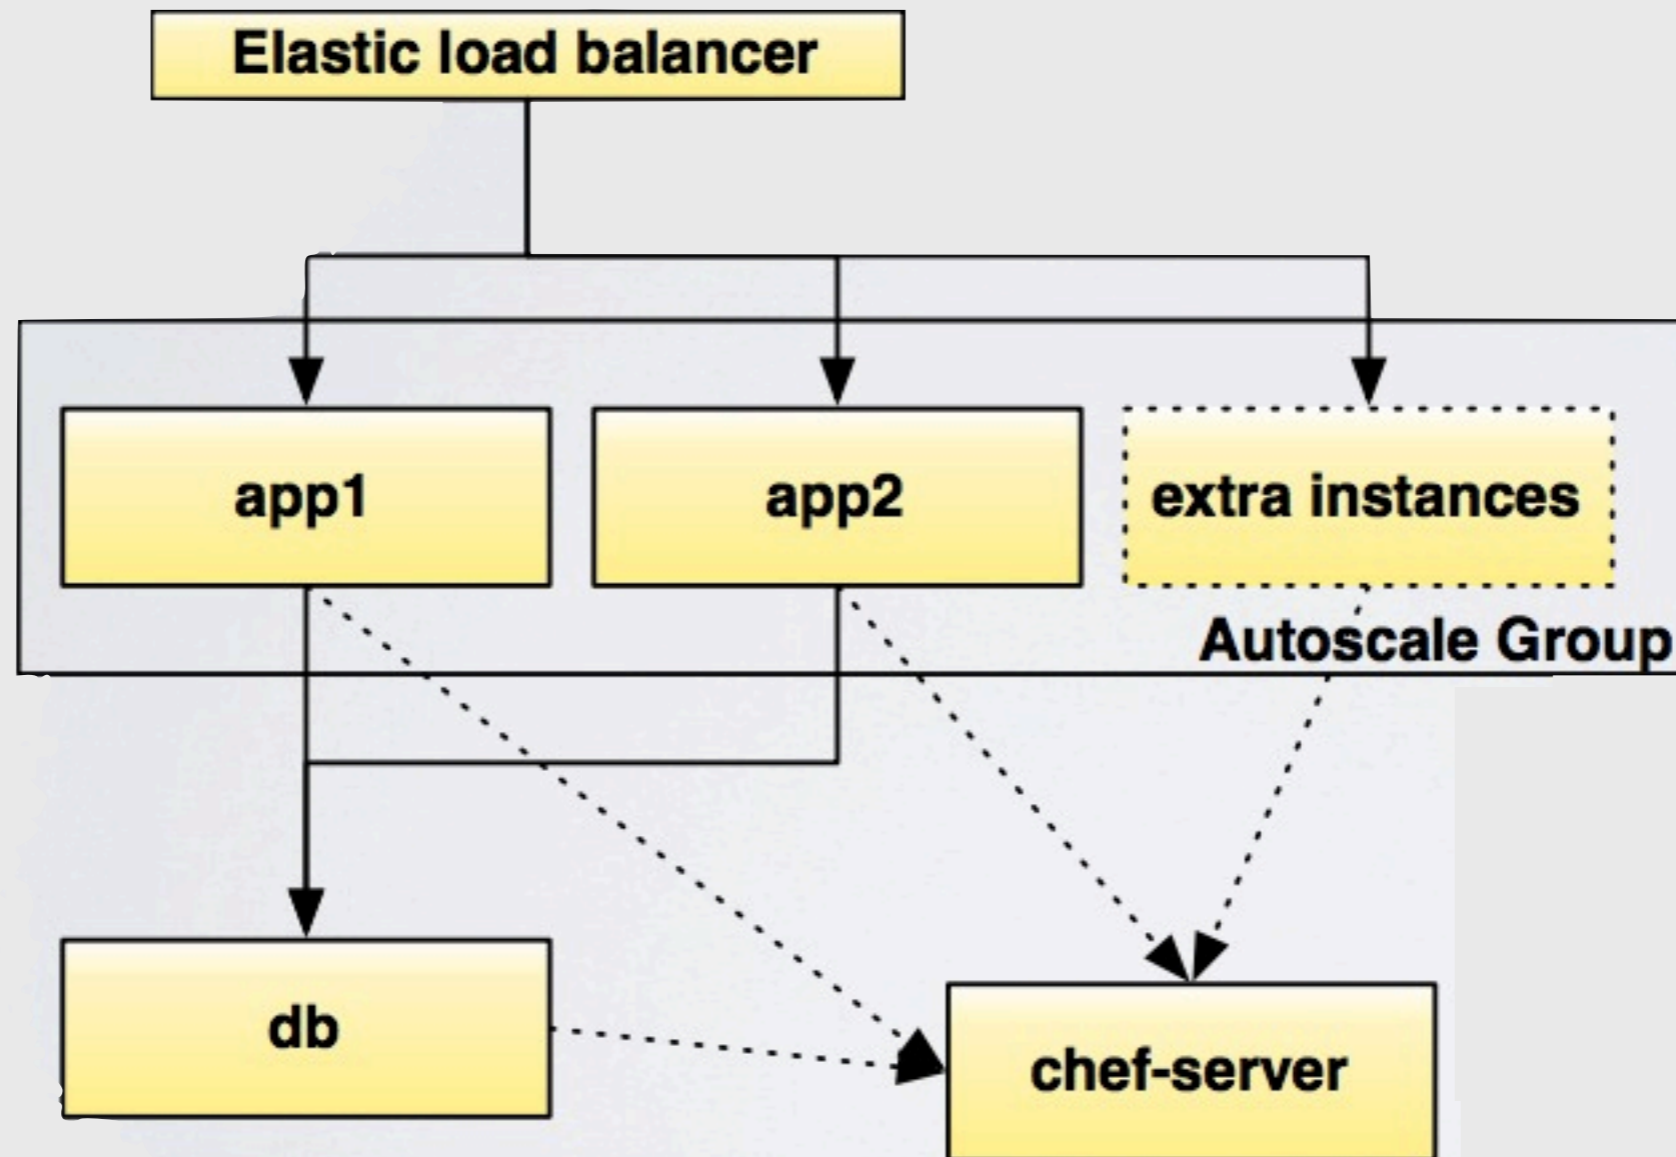 Elastic load balancer
app1
app2
extra instances
Autoscale Group
db
chef-server